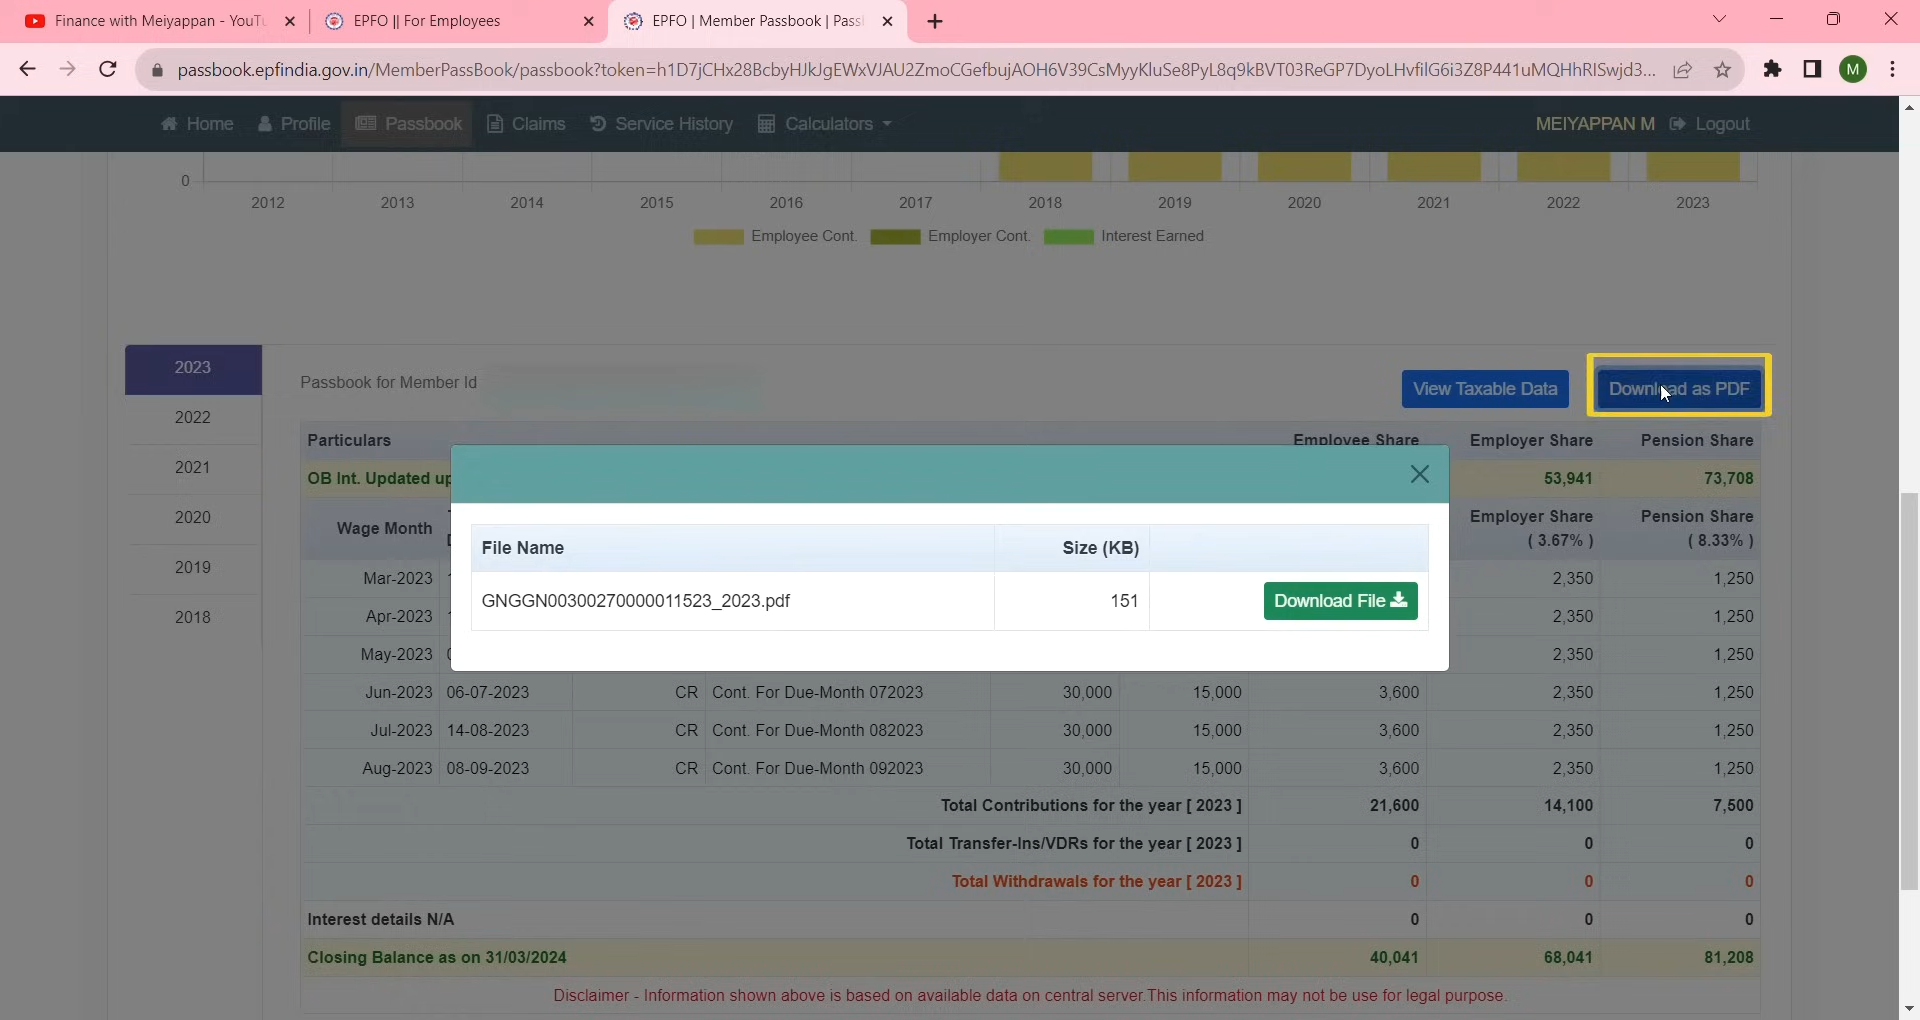 Finance with Meiyappan - YouTu
EPFO || For Employees
EPFO | Member Passbook | Pass
passbook.epfindia.gov.in/MemberPassBook/passbook?token=h1D7jCHx28BcbyHJkJgEWxVJAU2ZmoCGefbujAOH6V39CsMyyKluSe8PyL8q9kBVT03ReGP7DyoLHvfilG6i3Z8P441uMQHhRISwjd3...
M
Home Profile Passbook Claims Service History Calculators MEIYAPPAN M Logout
0
2012 2013 2014 2015 2016 2017 2018 2019 2020 2021 2022 2023
Employee Cont. Employer Cont. Interest Earned
2023
2022
2021
2020
2019
2018
Passbook for Member Id
View Taxable Data Download as PDF
Particulars Employee Share Employer Share Pension Share
OB Int. Updated up 53,941 73,708
Wage Month Employer Share Pension Share
( 3.67% ) ( 8.33% )
File Name Size (KB)
GNGGN00300270000011523_2023.pdf 151 Download File
Mar-2023 2,350 1,250
Apr-2023 2,350 1,250
May-2023 2,350 1,250
Jun-2023 06-07-2023 CR Cont. For Due-Month 072023 30,000 15,000 3,600 2,350 1,250
Jul-2023 14-08-2023 CR Cont. For Due-Month 082023 30,000 15,000 3,600 2,350 1,250
Aug-2023 08-09-2023 CR Cont. For Due-Month 092023 30,000 15,000 3,600 2,350 1,250
Total Contributions for the year [ 2023 ] 21,600 14,100 7,500
Total Transfer-Ins/VDRs for the year [ 2023 ] 0 0 0
Total Withdrawals for the year [ 2023 ] 0 0 0
Interest details N/A 0 0 0
Closing Balance as on 31/03/2024 40,041 68,041 81,208
Disclaimer - Information shown above is based on available data on central server.This information may not be use for legal purpose.